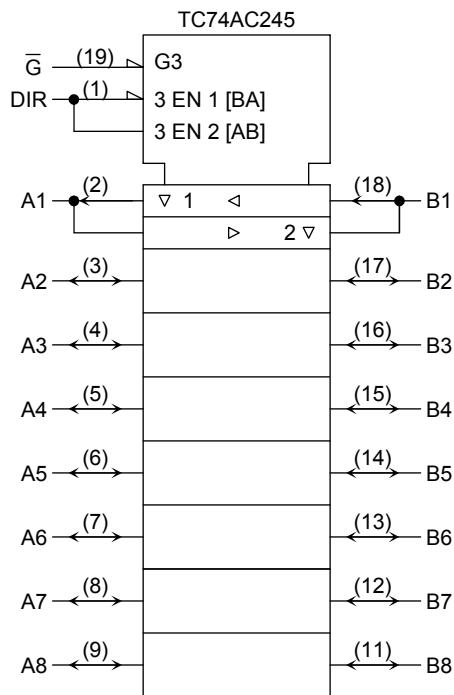 TC74AC245
G̅ (19) G3
DIR (1) 3 EN 1 [BA]
3 EN 2 [AB]
A1 (2) 1 (18) B1
2
A2 (3) (17) B2
A3 (4) (16) B3
A4 (5) (15) B4
A5 (6) (14) B5
A6 (7) (13) B6
A7 (8) (12) B7
A8 (9) (11) B8